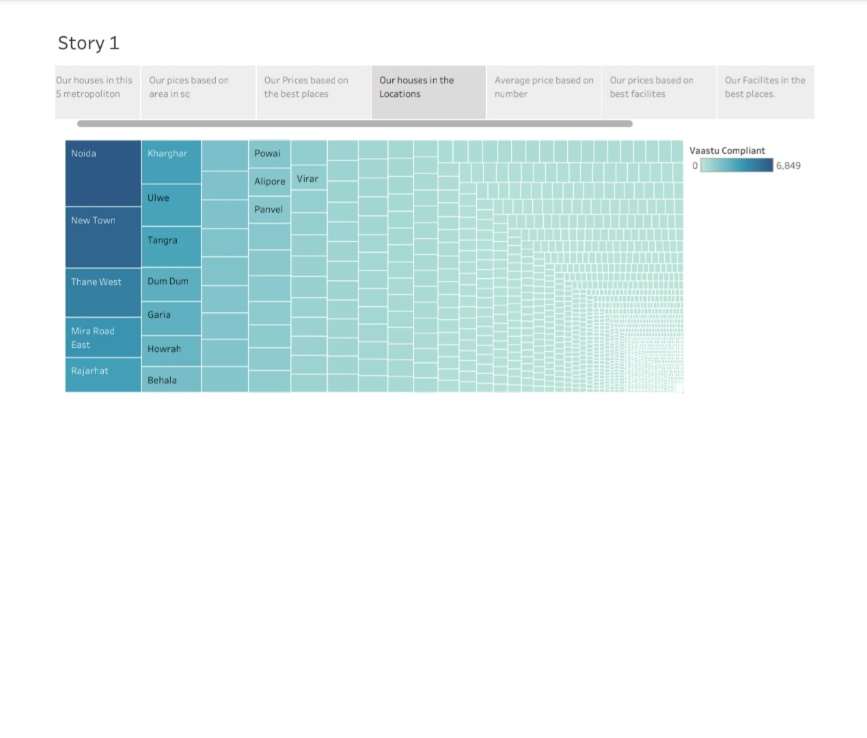 Story 1
Our houses in this
5 metropoliton
Our pices based on
area in sq
Our Prices based on
the best places
Our houses in the
Locations
Average price based on
number
Our prices based on
best facilites
Our Facilites in the
best places.
Noida
New Town
Thane West
Mira Road
East
Rajarhat
Kharghar
Ulwe
Tangra
Dum Dum
Garia
Howrah
Behala
Powai
Alipore
Panvel
Virar
Vaastu Compliant
0
6,849